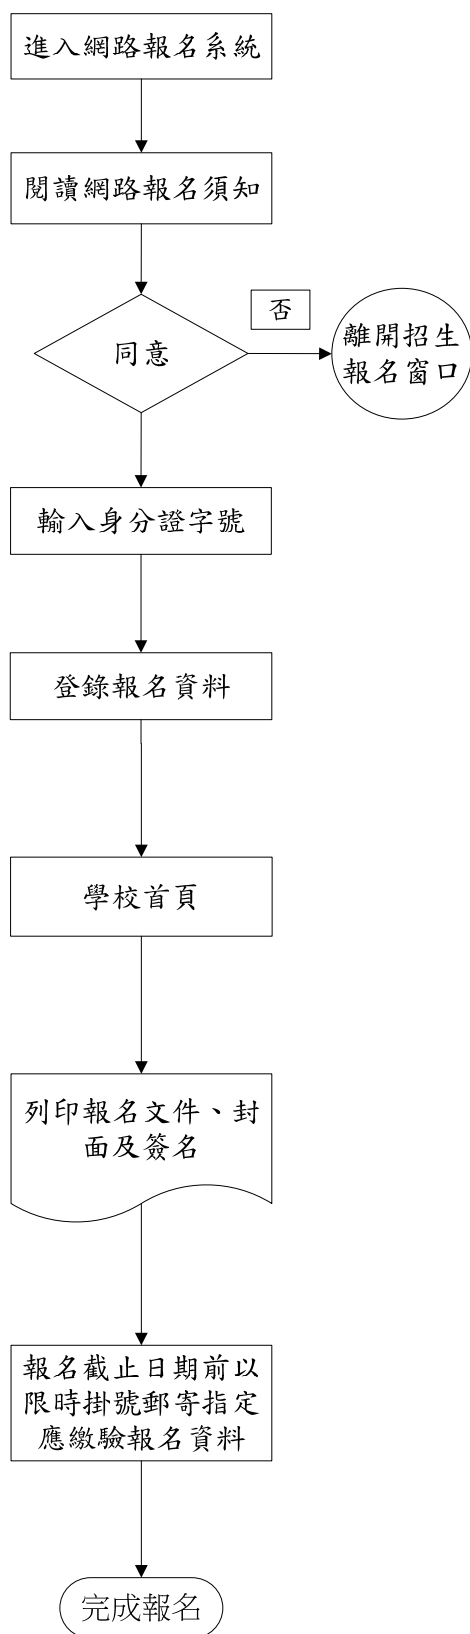 進入網路報名系統
閱讀網路報名須知
否
同意
離開招生
報名窗口
輸入身分證字號
登錄報名資料
學校首頁
列印報名文件、封
面及簽名
報名截止日期前以
限時掛號郵寄指定
應繳驗報名資料
完成報名